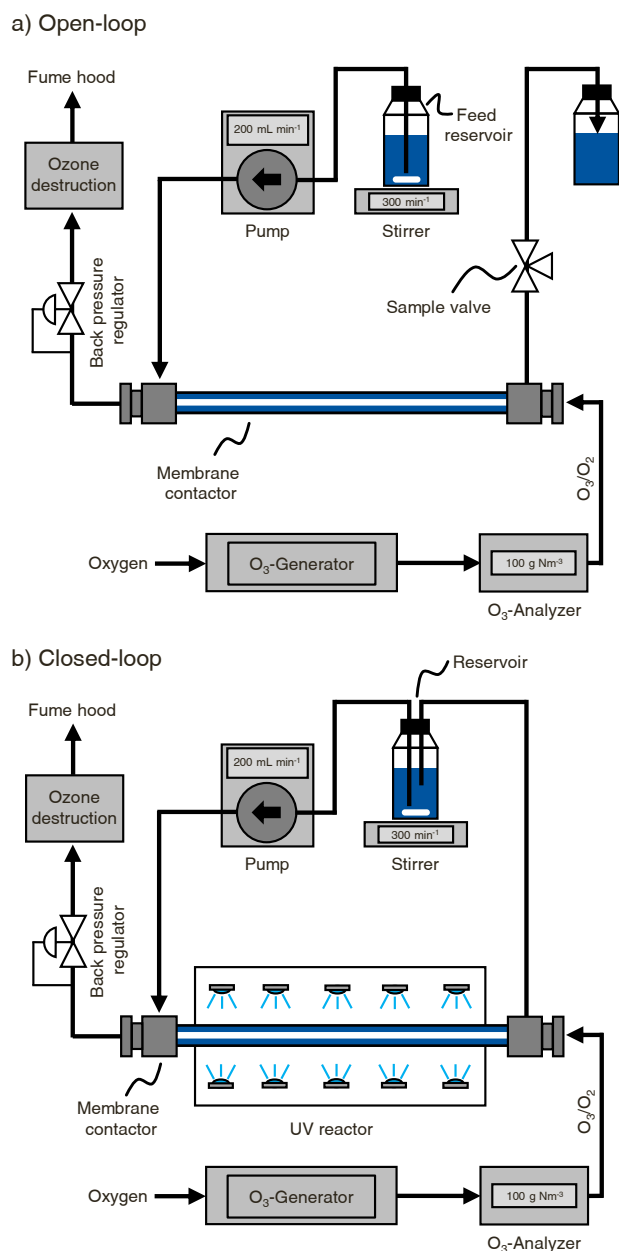 a) Open-loop
Fume hood
Ozone
destruction
200 mL min⁻¹
Feed
reservoir
300 min⁻¹
Pump
Stirrer
Back pressure
regulator
Sample valve
Membrane
contactor
O₃/O₂
Oxygen
O₃-Generator
100 g Nm⁻³
O₃-Analyzer
b) Closed-loop
Reservoir
Fume hood
200 mL min⁻¹
Ozone
destruction
300 min⁻¹
Pump
Stirrer
Back pressure
regulator
Membrane
contactor
UV reactor
O₃/O₂
Oxygen
O₃-Generator
100 g Nm⁻³
O₃-Analyzer